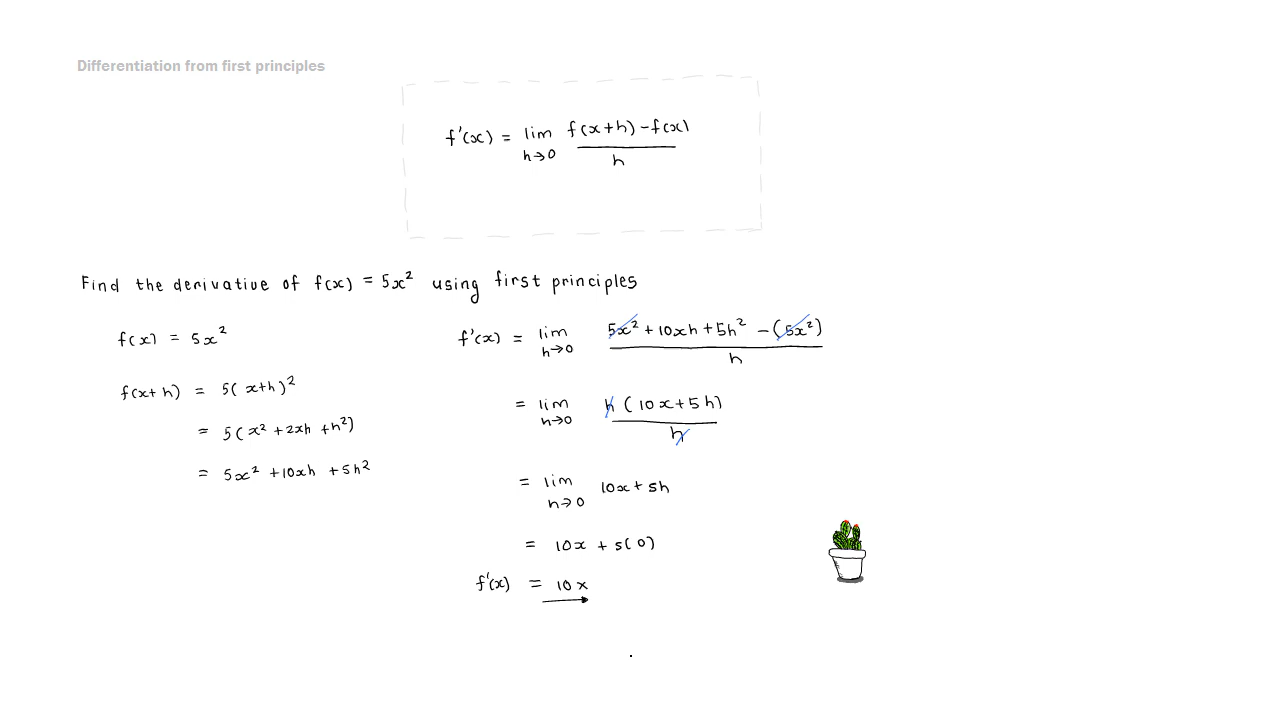 Differentiation from first principles
f'(x) = lim h→0 f(x+h) - f(x) / h
Find the derivative of f(x) = 5x² using first principles
f(x) = 5x²
f(x+h) = 5(x+h)²
= 5(x² + 2xh + h²)
= 5x² + 10xh + 5h²
f'(x) = lim h→0 5x² + 10xh + 5h² - (5x²) / h
= lim h→0 h(10x + 5h) / h
= lim h→0 10x + 5h
= 10x + 5(0)
f'(x) = 10x